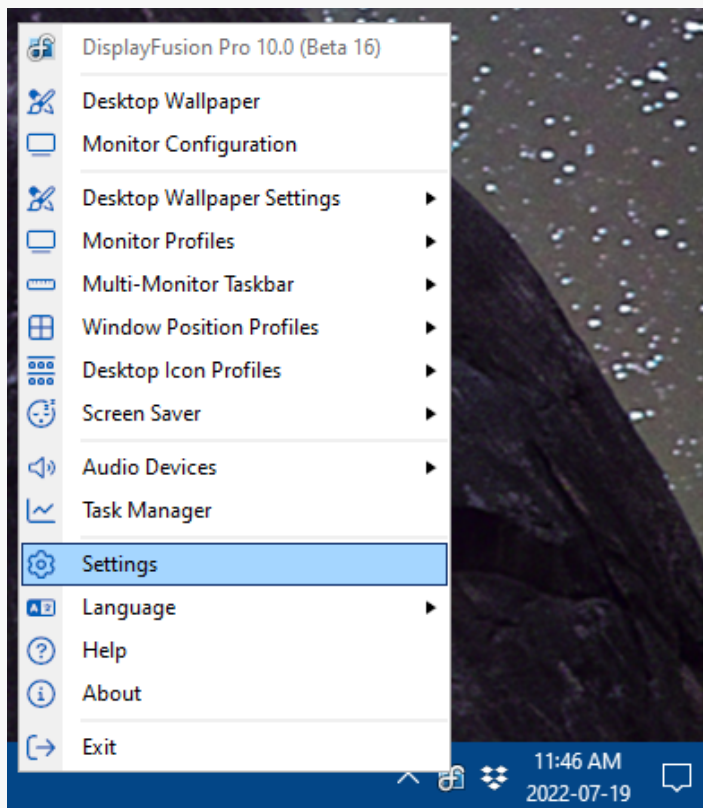 DisplayFusion Pro 10.0 (Beta 16)
Desktop Wallpaper
Monitor Configuration
Desktop Wallpaper Settings
Monitor Profiles
Multi-Monitor Taskbar
Window Position Profiles
Desktop Icon Profiles
Screen Saver
Audio Devices
Task Manager
Settings
Language
Help
About
Exit
11:46 AM
2022-07-19